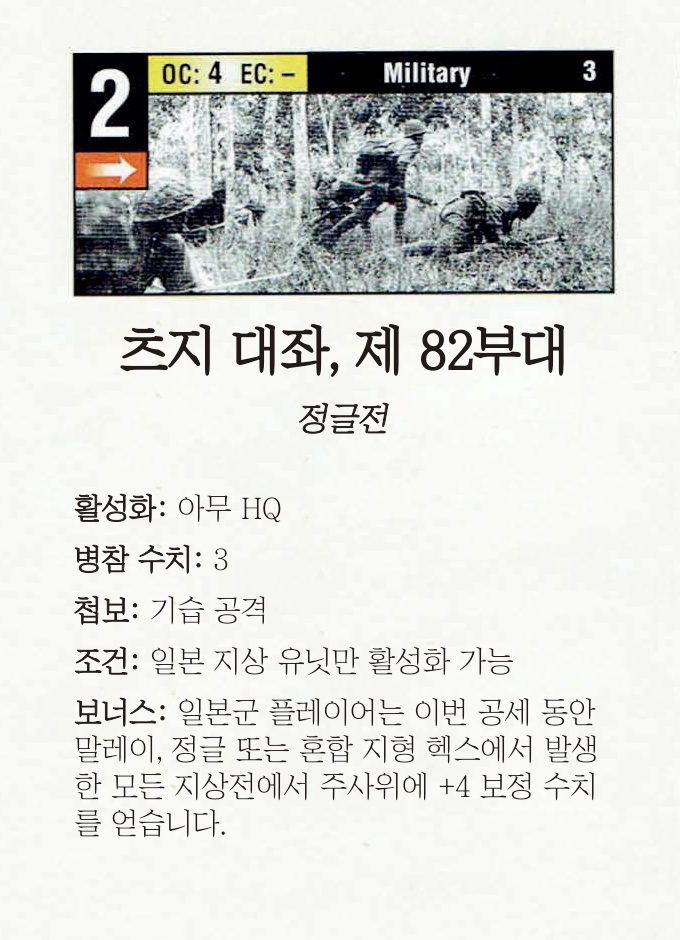 2
OC: 4 EC: –
Military
3
츠지 대좌, 제 82부대
정글전
활성화: 아무 HQ
병참 수치: 3
첩보: 기습 공격
조건: 일본 지상 유닛만 활성화 가능
보너스: 일본군 플레이어는 이번 공세 동안
말레이, 정글 또는 혼합 지형 헥스에서 발생
한 모든 지상전에서 주사위에 +4 보정 수치
를 얻습니다.